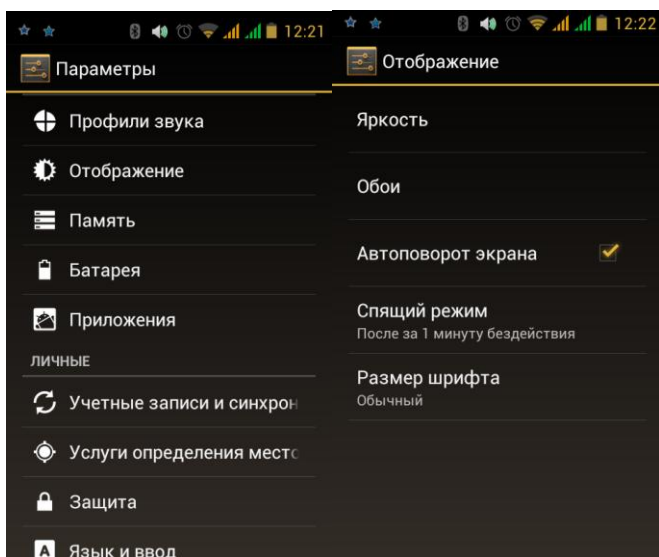 12:21
Параметры
Профили звука
Отображение
Память
Батарея
Приложения
ЛИЧНЫЕ
Учетные записи и синхрон
Услуги определения местс
Защита
A Язык и ввод
12:22
Отображение
Яркость
Обои
Автоповорот экрана
Спящий режим
После за 1 минуту бездействия
Размер шрифта
Обычный